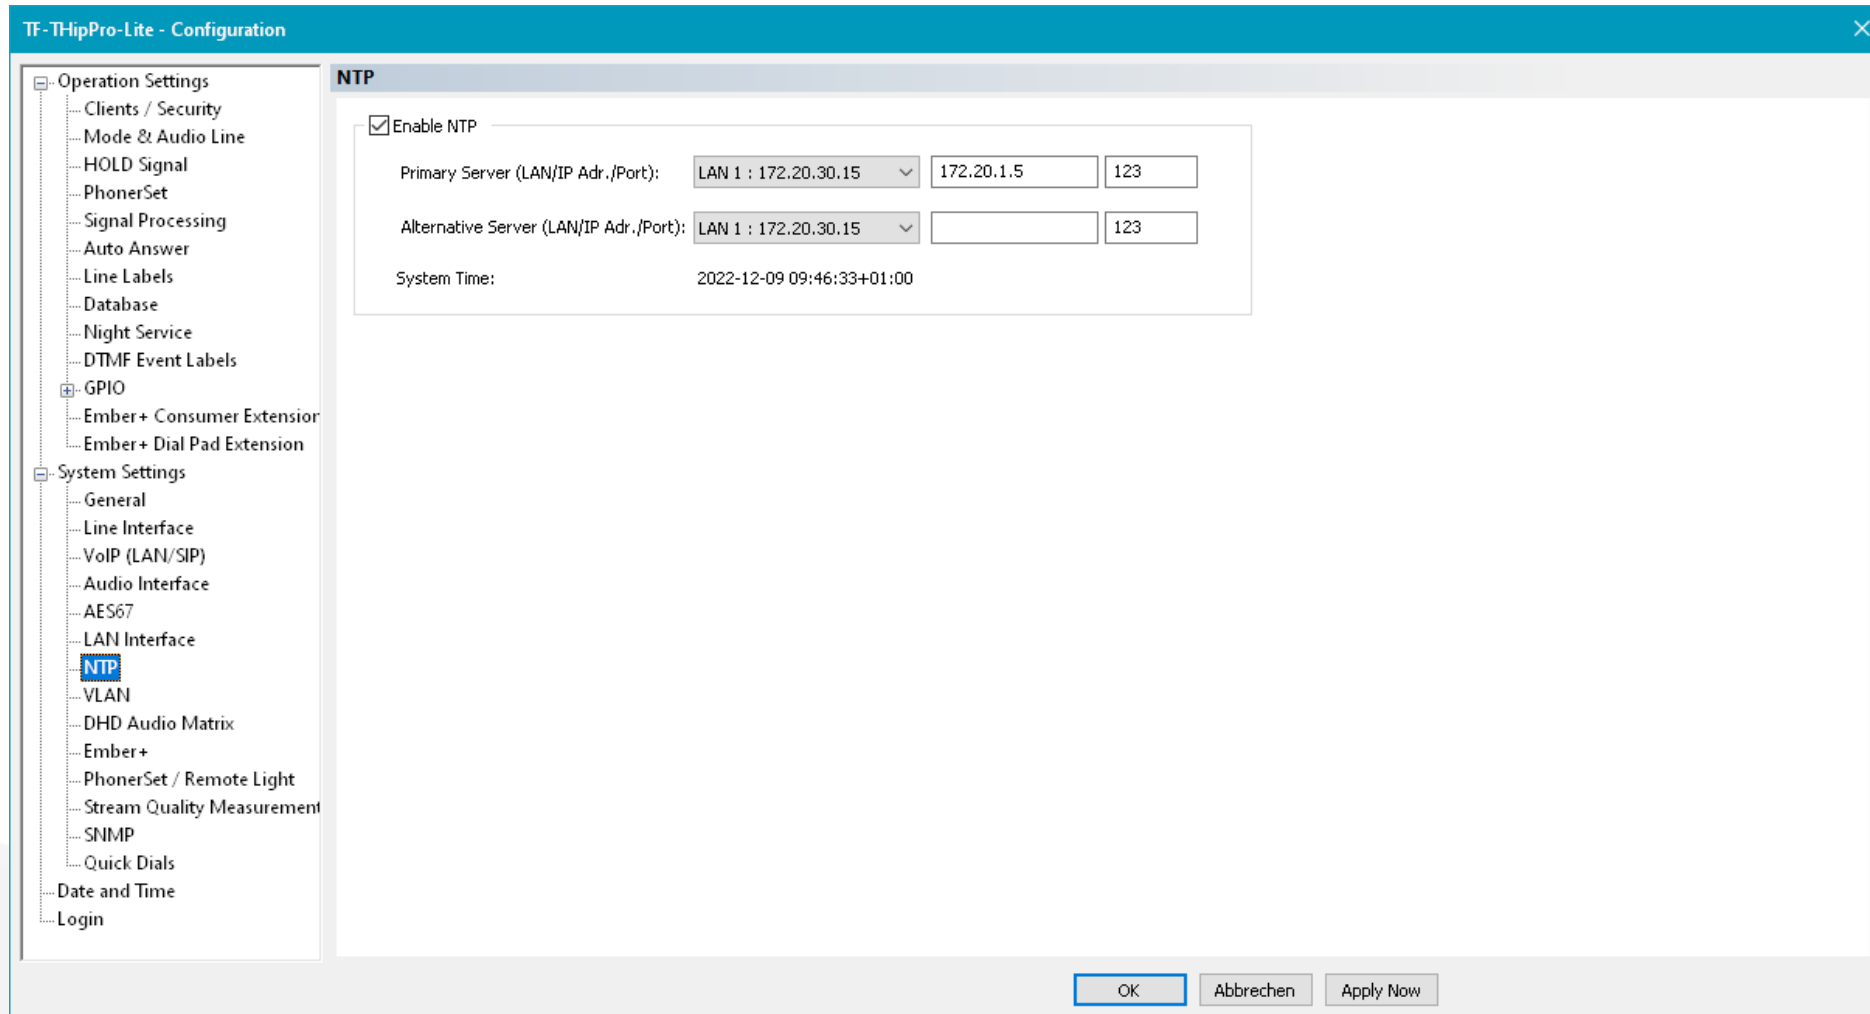 TF-THipPro-Lite - Configuration
Operation Settings
Clients / Security
Mode & Audio Line
HOLD Signal
PhonerSet
Signal Processing
Auto Answer
Line Labels
Database
Night Service
DTMF Event Labels
GPIO
Ember+ Consumer Extension
Ember+ Dial Pad Extension
System Settings
General
Line Interface
VoIP (LAN/SIP)
Audio Interface
AES67
LAN Interface
NTP
VLAN
DHD Audio Matrix
Ember+
PhonerSet / Remote Light
Stream Quality Measurement
SNMP
Quick Dials
Date and Time
Login
NTP
Enable NTP
Primary Server (LAN/IP Adr./Port): LAN 1 : 172.20.30.15 172.20.1.5 123
Alternative Server (LAN/IP Adr./Port): LAN 1 : 172.20.30.15 123
System Time: 2022-12-09 09:46:33+01:00
OK Abbrechen Apply Now